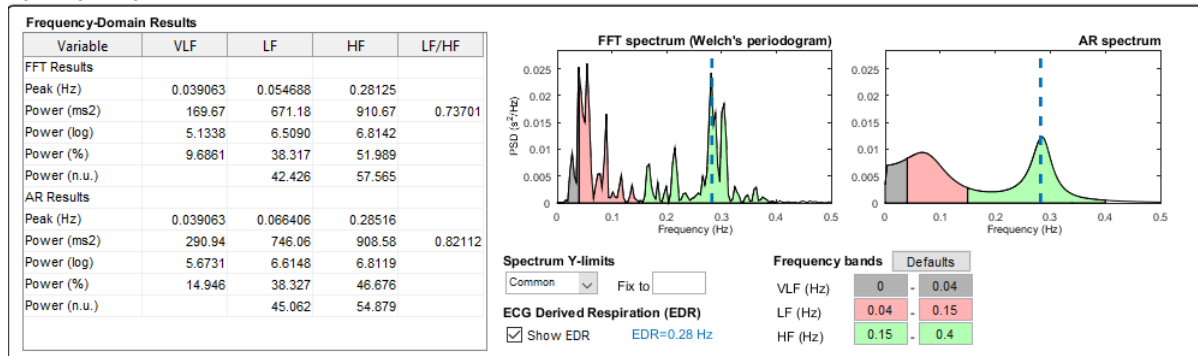 Frequency-Domain Results
Variable VLF LF HF LF/HF
FFT Results
Peak (Hz) 0.039063 0.054688 0.28125
Power (ms2) 169.67 671.18 910.67 0.73701
Power (log) 5.1338 6.5090 6.8142
Power (%) 9.6861 38.317 51.989
Power (n.u.) 42.426 57.565
AR Results
Peak (Hz) 0.039063 0.066406 0.28516
Power (ms2) 290.94 746.06 908.58 0.82112
Power (log) 5.6731 6.6148 6.8119
Power (%) 14.946 38.327 46.676
Power (n.u.) 45.062 54.879
FFT spectrum (Welch's periodogram)
PSD (s²/Hz)
0.025
0.02
0.015
0.01
0.005
0
0 0.1 0.2 0.3 0.4 0.5
Frequency (Hz)
AR spectrum
0.025
0.02
0.015
0.01
0.005
0
0 0.1 0.2 0.3 0.4 0.5
Frequency (Hz)
Spectrum Y-limits
Common Fix to
ECG Derived Respiration (EDR)
Show EDR EDR=0.28 Hz
Frequency bands Defaults
VLF (Hz) 0 - 0.04
LF (Hz) 0.04 - 0.15
HF (Hz) 0.15 - 0.4